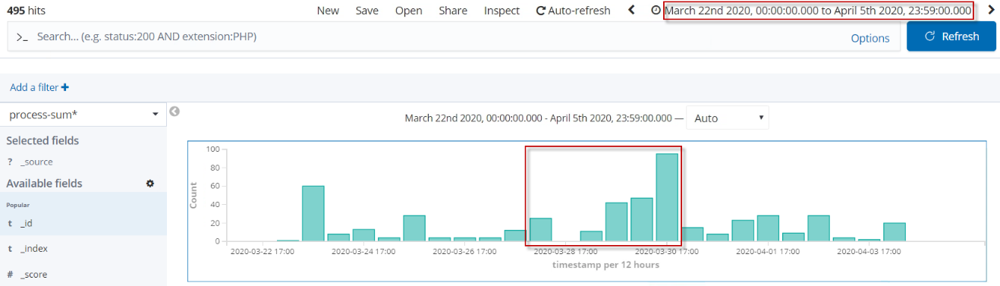 495 hits New Save Open Share Inspect Auto-refresh March 22nd 2020, 00:00:00.000 to April 5th 2020, 23:59:00.000
>_ Search... (e.g. status:200 AND extension:PHP) Options Refresh
Add a filter +
process-sum*
March 22nd 2020, 00:00:00.000 - April 5th 2020, 23:59:00.000 — Auto
Selected fields
? _source
Available fields
Popular
t _id
t _index
# _score
Count
100
80
60
40
20
0
2020-03-22 17:00 2020-03-24 17:00 2020-03-26 17:00 2020-03-28 17:00 2020-03-30 17:00 2020-04-01 17:00 2020-04-03 17:00
timestamp per 12 hours